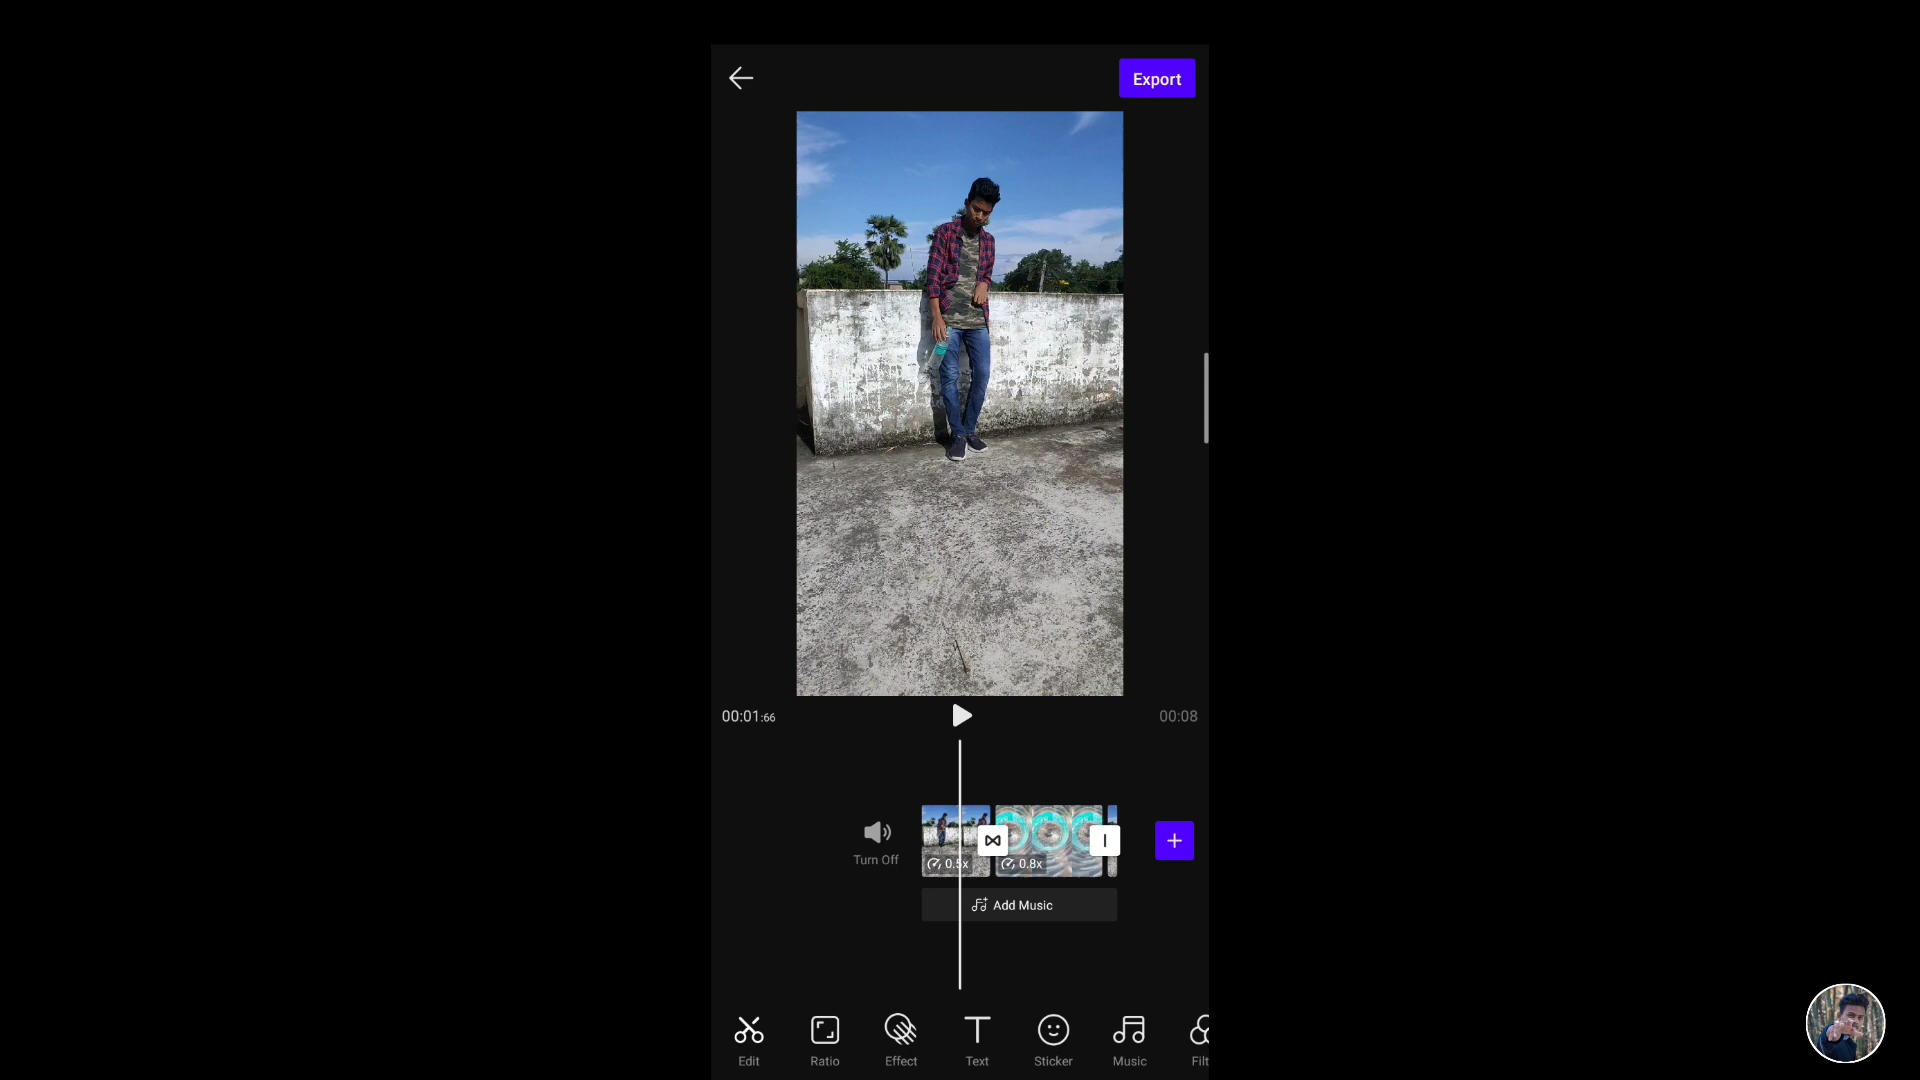 Export
00:01:66
00:08
Turn Off
0.5x
0.8x
Add Music
Edit
Ratio
Effect
Text
Sticker
Music
Filt